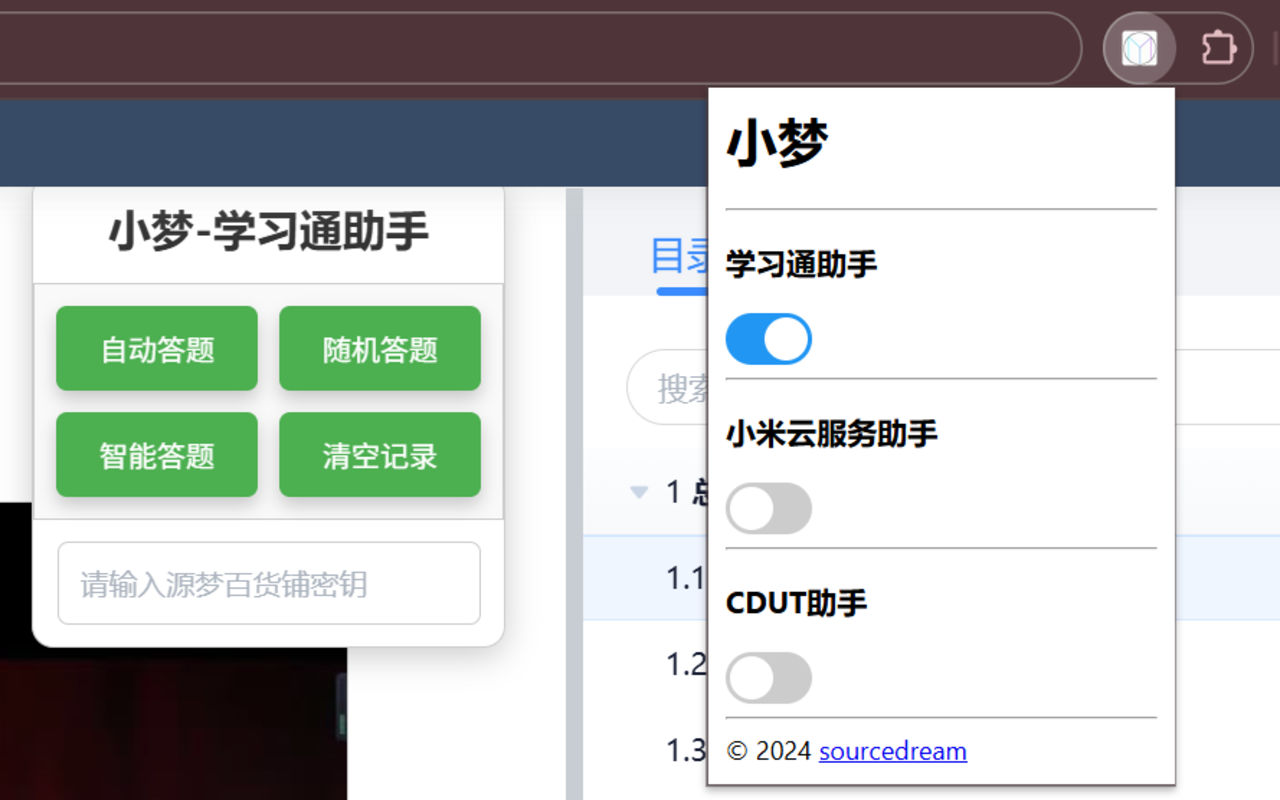 小梦-学习通助手
自动答题
随机答题
智能答题
清空记录
请输入源梦百货铺密钥
目录
搜索
1 总
1.1
1.2
1.3
小梦
学习通助手
小米云服务助手
CDUT助手
© 2024 sourcedream